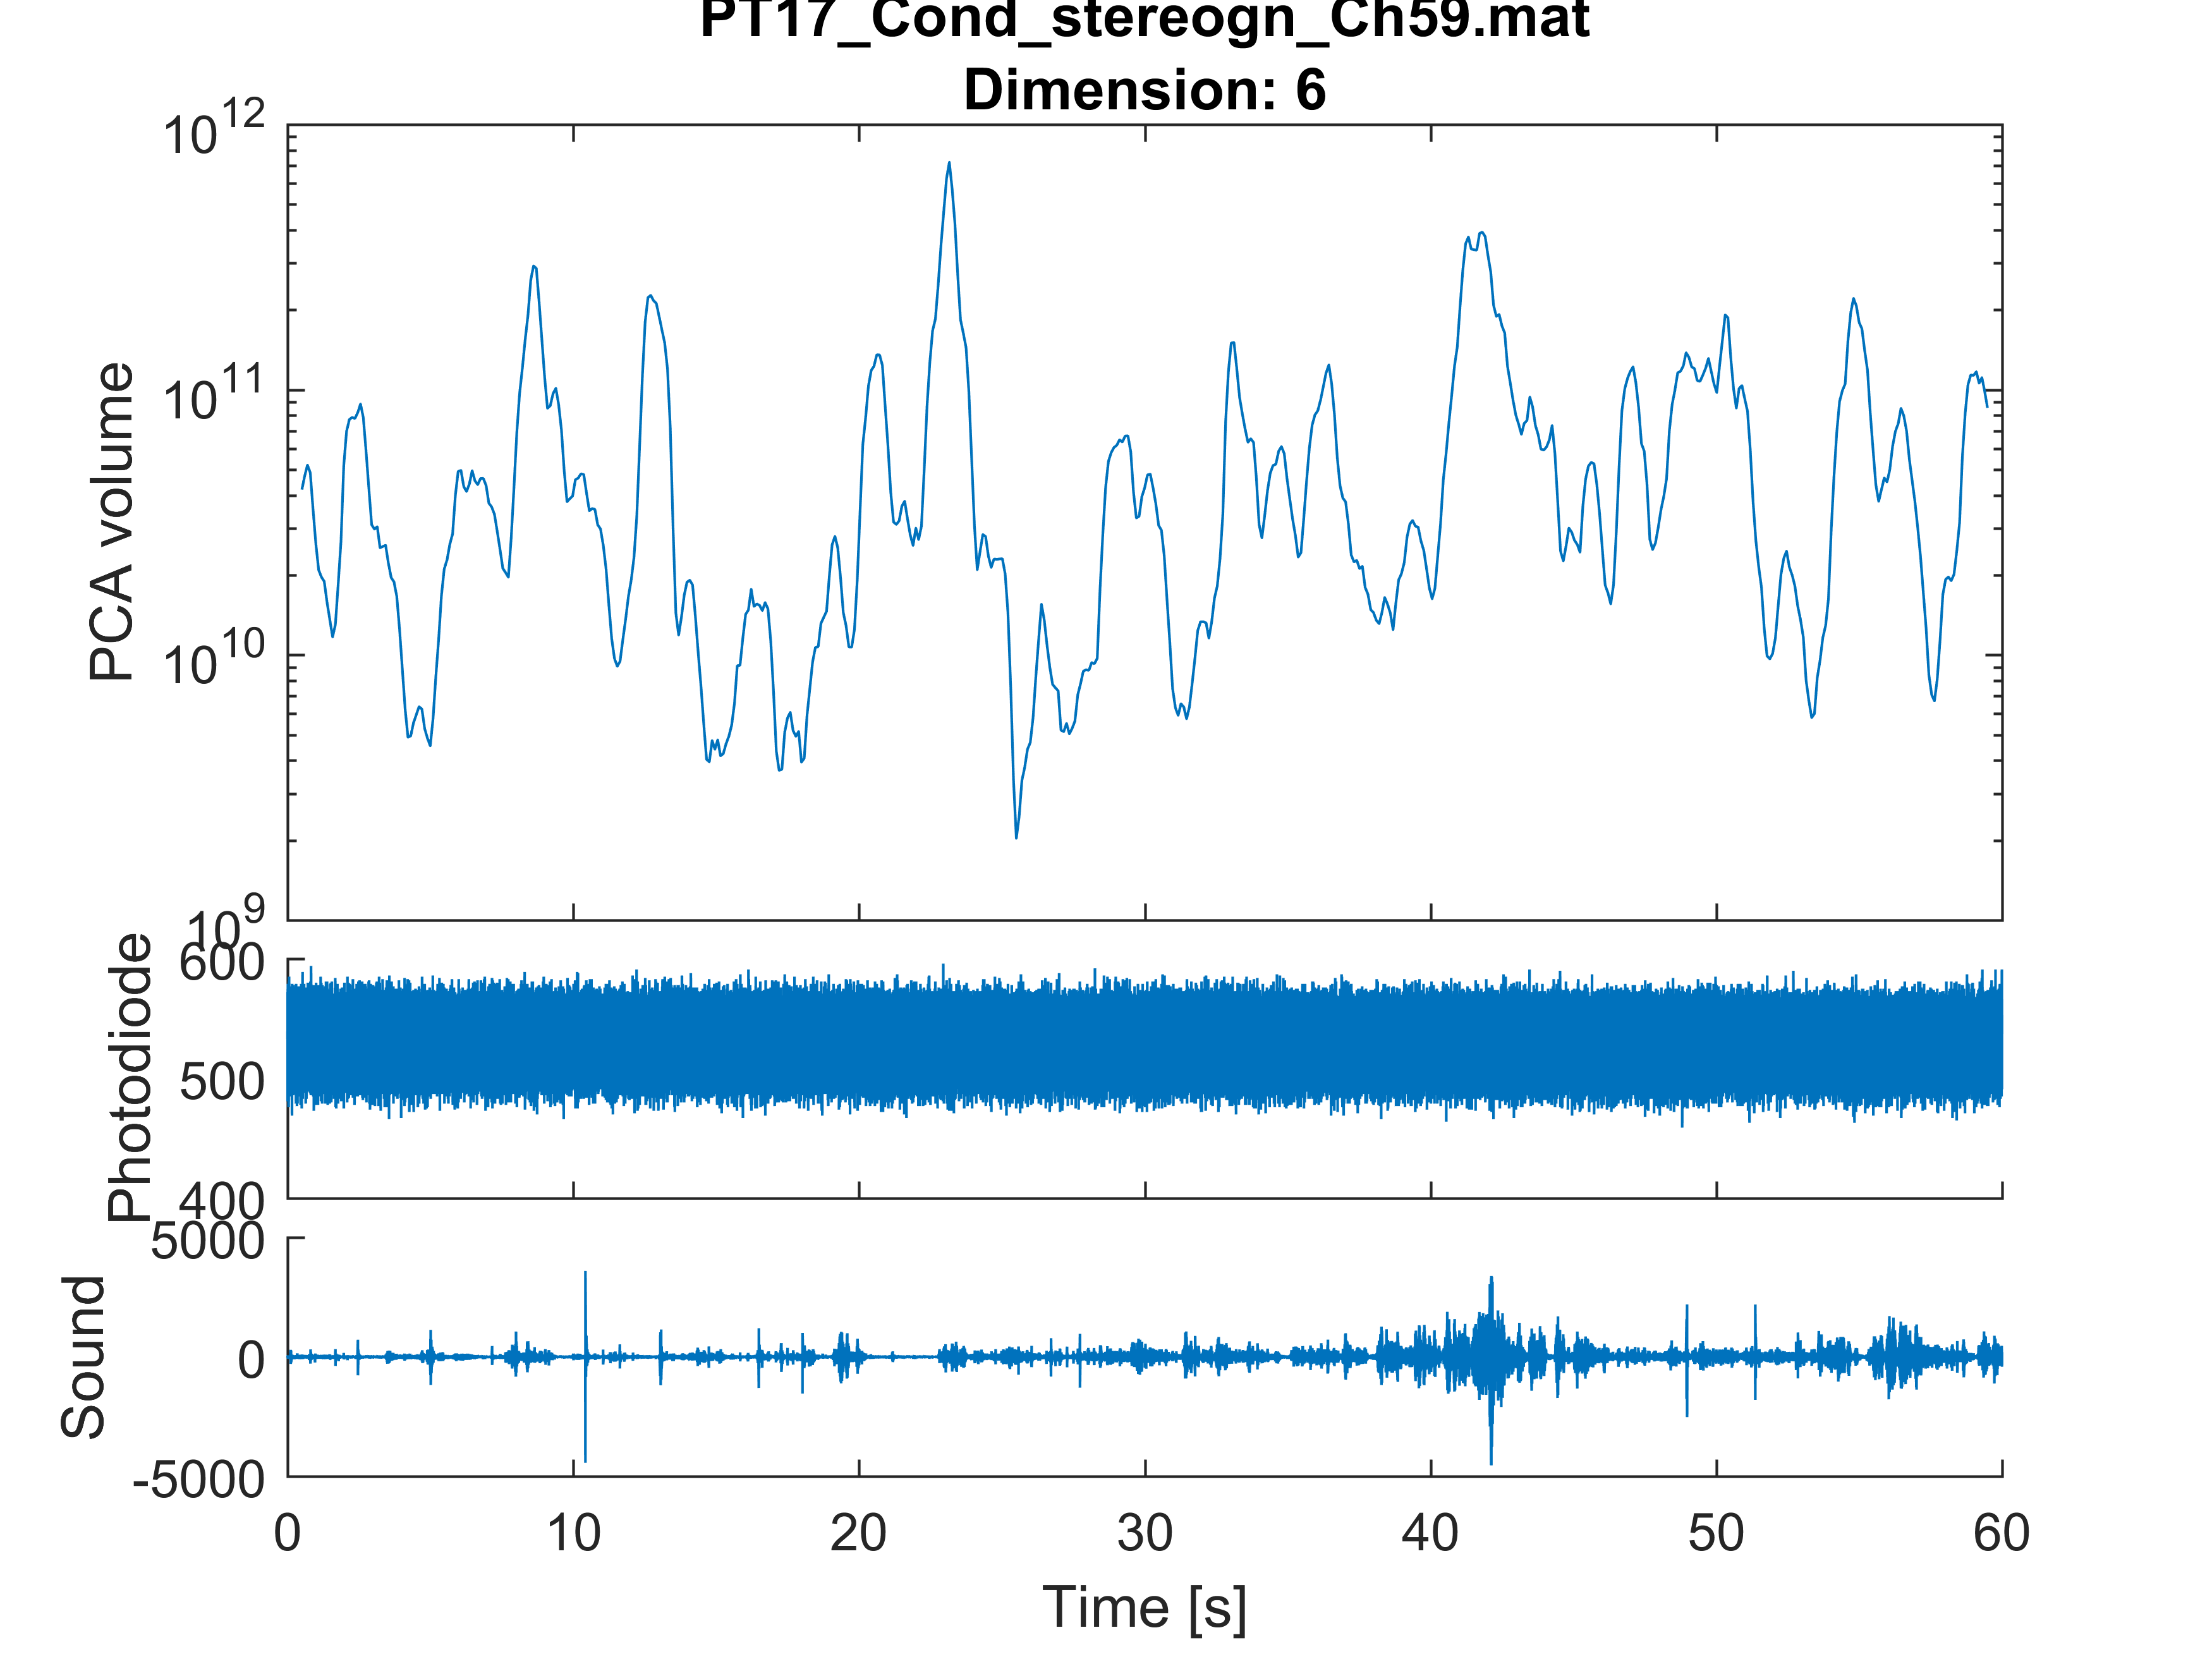 PT17_Cond_stereogn_Ch59.mat
Dimension: 6
10^12
10^11
10^10
10^9
PCA volume
600
500
400
Photodiode
5000
0
-5000
Sound
0 10 20 30 40 50 60
Time [s]